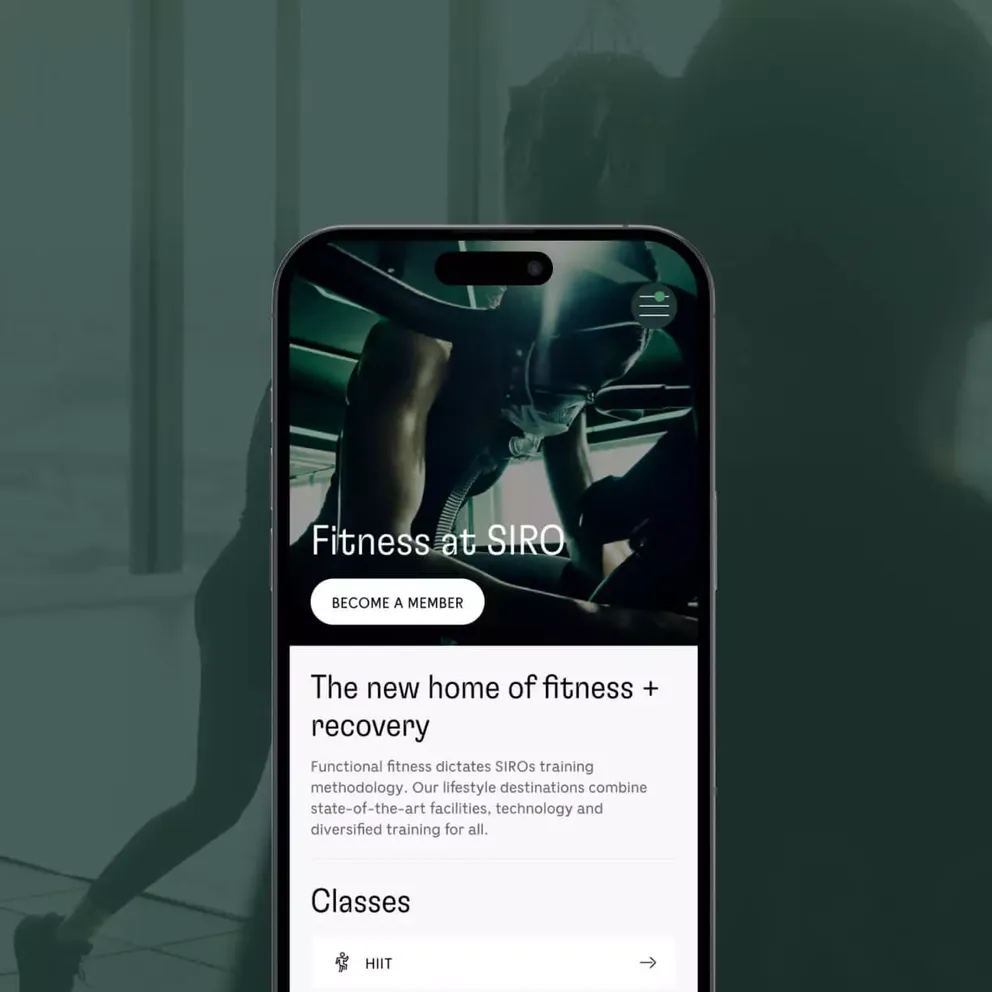 Fitness at SIRO
BECOME A MEMBER
The new home of fitness +
recovery
Functional fitness dictates SIROs training
methodology. Our lifestyle destinations combine
state-of-the-art facilities, technology and
diversified training for all.
Classes
HIIT